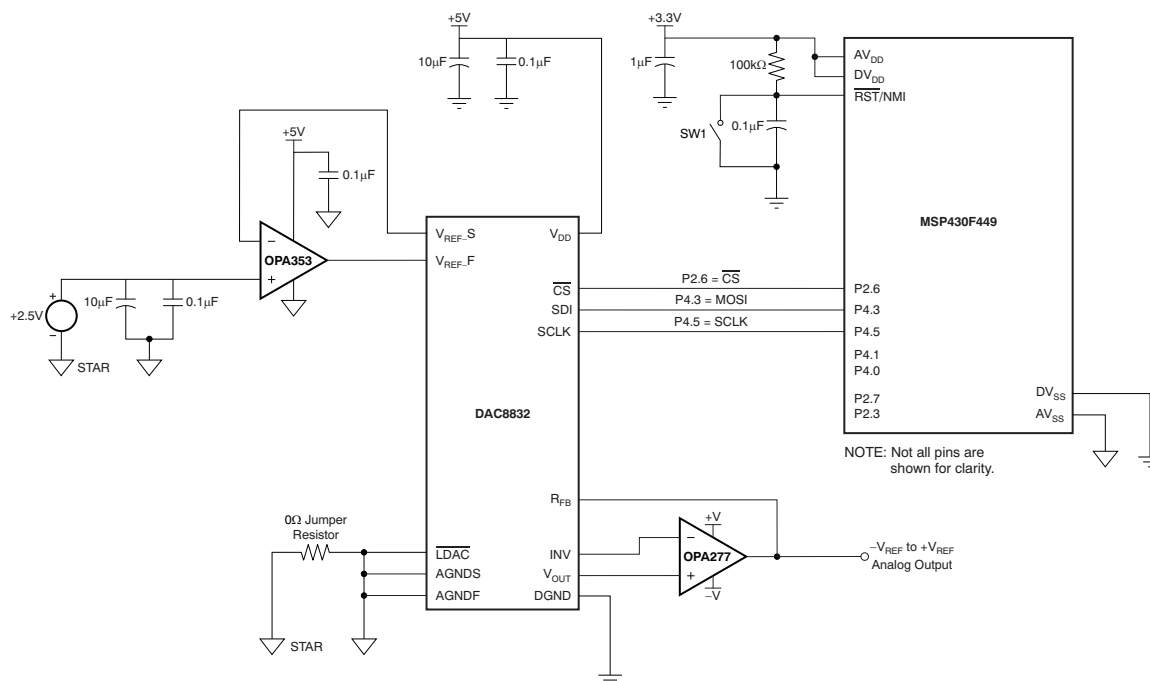 +5V
10μF
0.1μF
+3.3V
1μF
100kΩ
SW1
0.1μF
AVDD
DVDD
RST/NMI
MSP430F449
P2.6
P4.3
P4.5
P4.1
P4.0
P2.7
P2.3
DVSS
AVSS
NOTE: Not all pins are
shown for clarity.
+5V
0.1μF
OPA353
−
+
+2.5V
+
−
10μF
0.1μF
STAR
VREF_S
VREF_F
VDD
CS
SDI
SCLK
P2.6 = CS
P4.3 = MOSI
P4.5 = SCLK
DAC8832
RFB
INV
VOUT
DGND
LDAC
AGNDS
AGNDF
0Ω Jumper
Resistor
STAR
+V
−
OPA277
+
−V
−VREF to +VREF
Analog Output